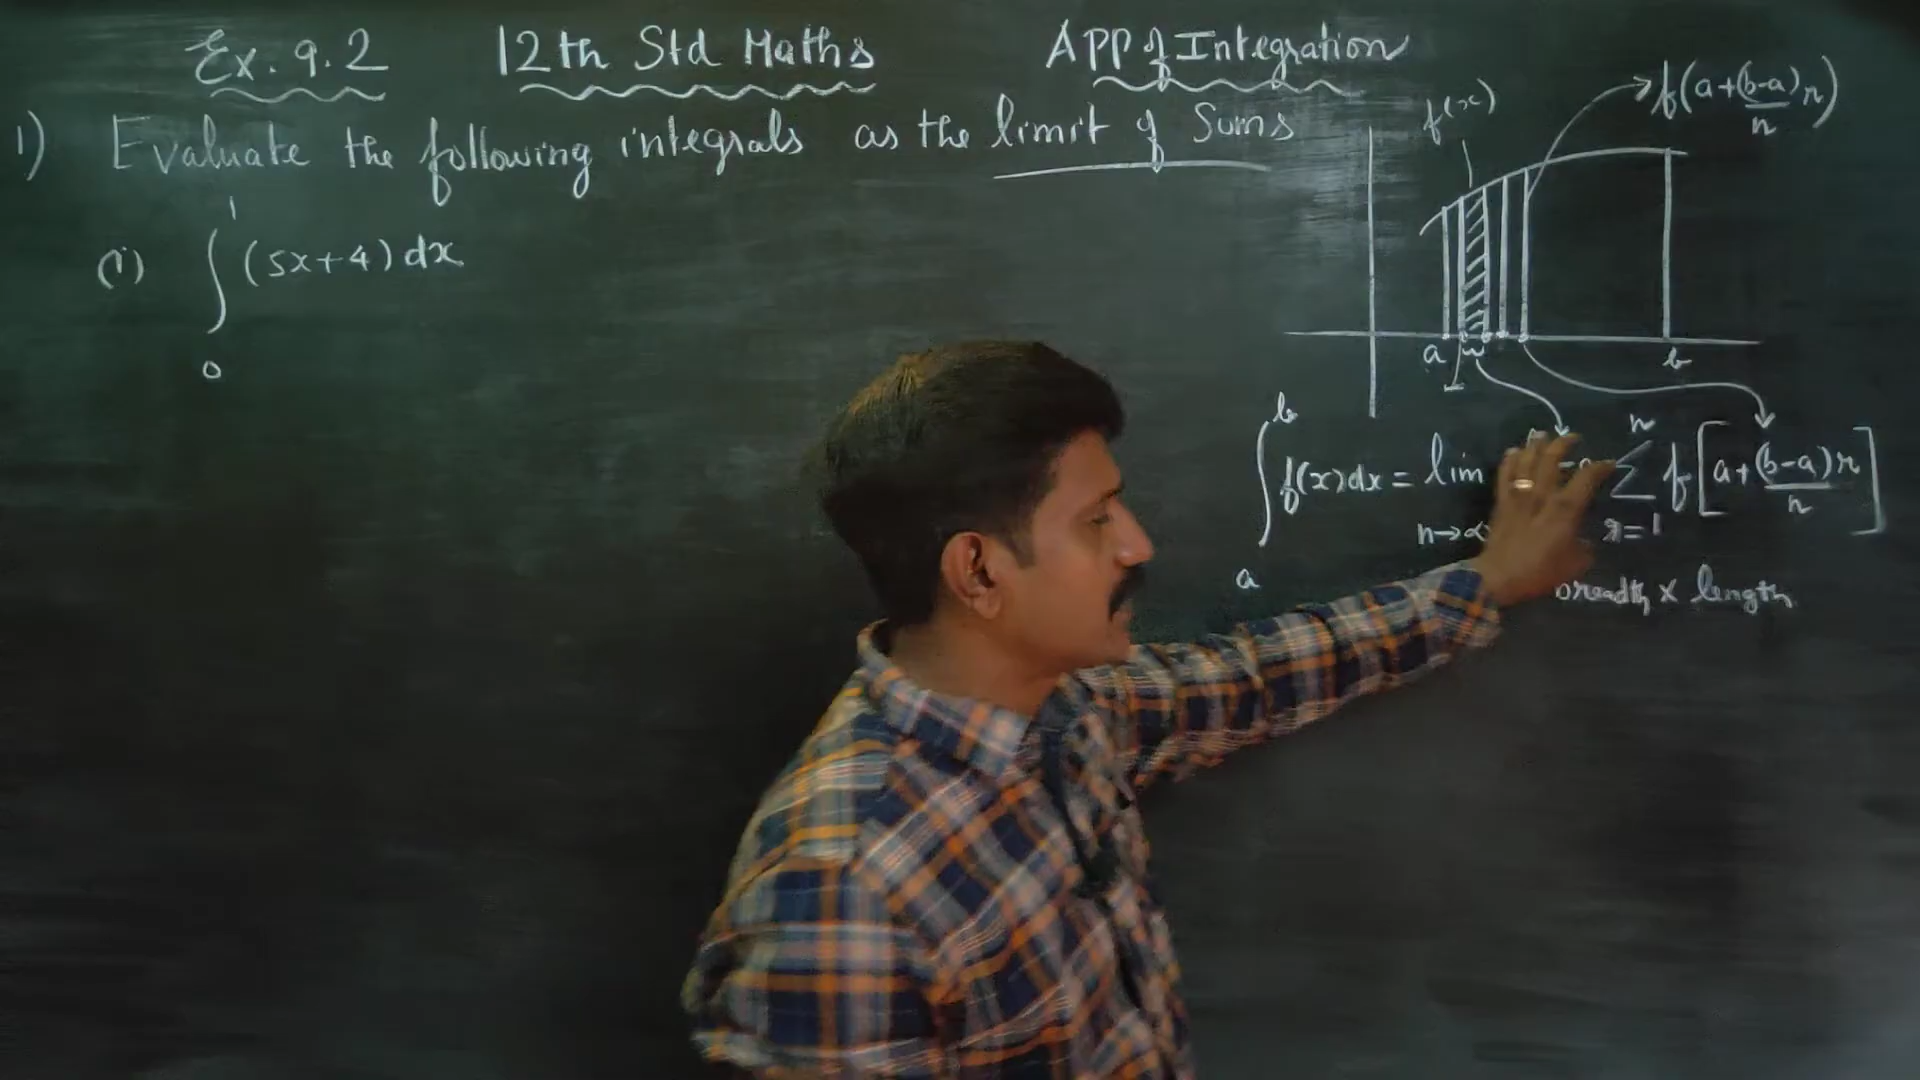 Ex. 9.2 12th Std Maths APP of Integration
1) Evaluate the following integrals as the limit of Sums
(i) ∫₀¹ (5x+4) dx
f(x)
f(a+(b-a)/n r)
a b
∫ₐᵇ f(x)dx = lim n→∞ ∑ r=1 n f[a+(b-a)r/n]
breadth × length